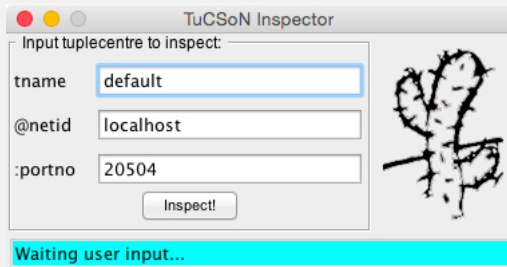 TuCSoN Inspector
Input tuplecentre to inspect:
tname default
@netid localhost
:portno 20504
Inspect!
Waiting user input...